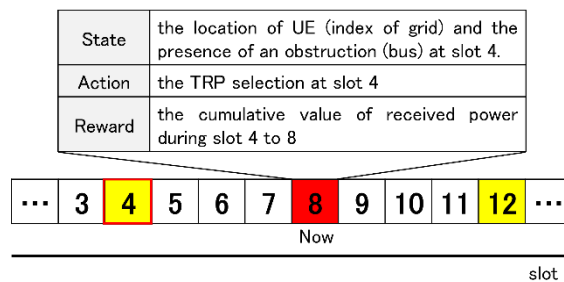 State
the location of UE (index of grid) and the
presence of an obstruction (bus) at slot 4.
Action
the TRP selection at slot 4
Reward
the cumulative value of received power
during slot 4 to 8
… 3 4 5 6 7 8 9 10 11 12 …
Now
slot